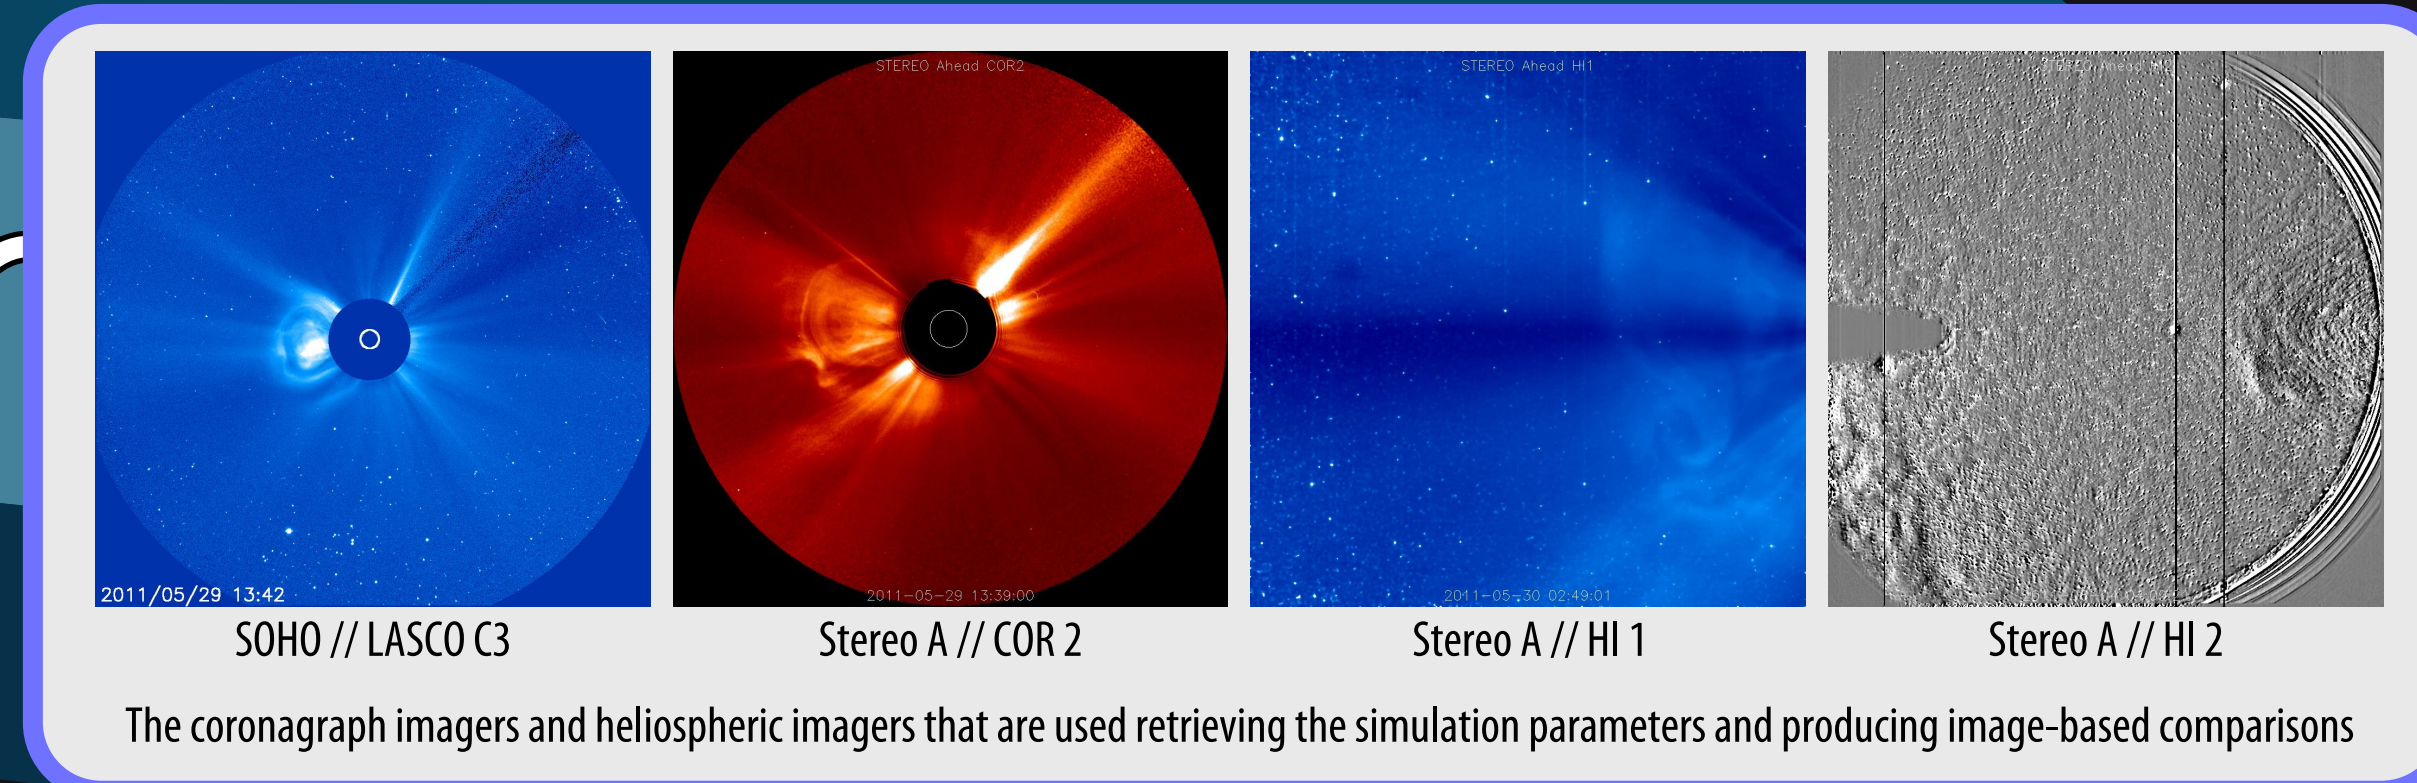 STEREO Ahead COR2
STEREO Ahead HI1
2011/05/29 13:42
2011-05-29 13:39:00
2011-05-30 02:49:01
SOHO // LASCO C3
Stereo A // COR 2
Stereo A // HI 1
Stereo A // HI 2
The coronagraph imagers and heliospheric imagers that are used retrieving the simulation parameters and producing image-based comparisons